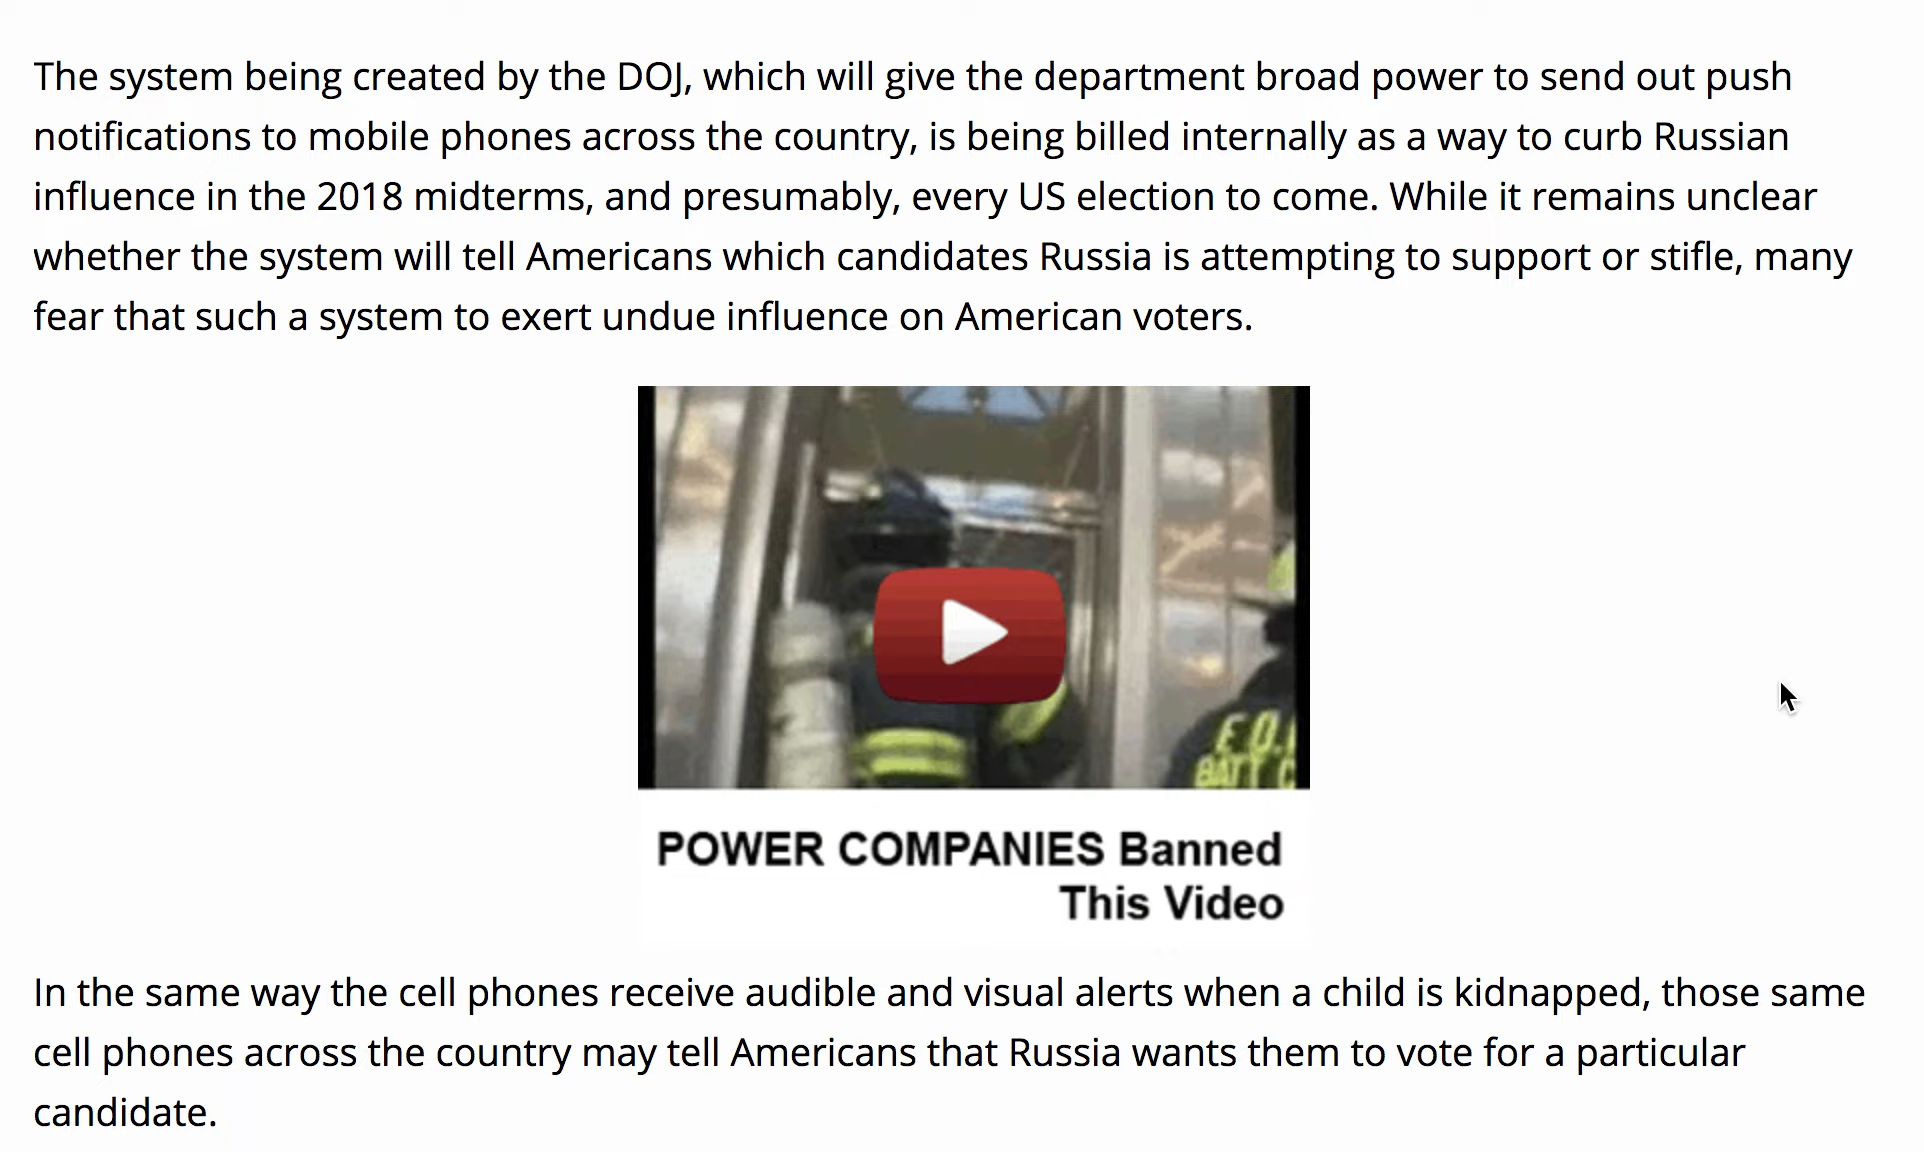 The system being created by the DOJ, which will give the department broad power to send out push
notifications to mobile phones across the country, is being billed internally as a way to curb Russian
influence in the 2018 midterms, and presumably, every US election to come. While it remains unclear
whether the system will tell Americans which candidates Russia is attempting to support or stifle, many
fear that such a system to exert undue influence on American voters.
F.D.
BATT C
POWER COMPANIES Banned
This Video
In the same way the cell phones receive audible and visual alerts when a child is kidnapped, those same
cell phones across the country may tell Americans that Russia wants them to vote for a particular
candidate.